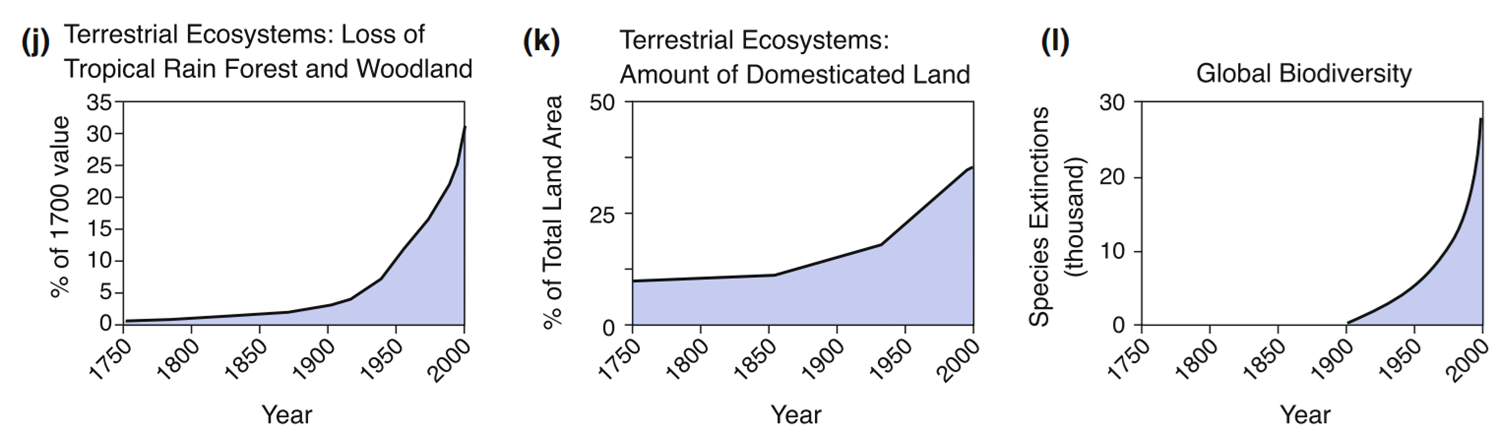 (j) Terrestrial Ecosystems: Loss of
Tropical Rain Forest and Woodland
% of 1700 value
35
30
25
20
15
10
5
0
1750
1800
1850
1900
1950
2000
Year
(k) Terrestrial Ecosystems:
Amount of Domesticated Land
% of Total Land Area
50
25
0
1750
1800
1850
1900
1950
2000
Year
(l)
Global Biodiversity
Species Extinctions
(thousand)
30
20
10
0
1750
1800
1850
1900
1950
2000
Year